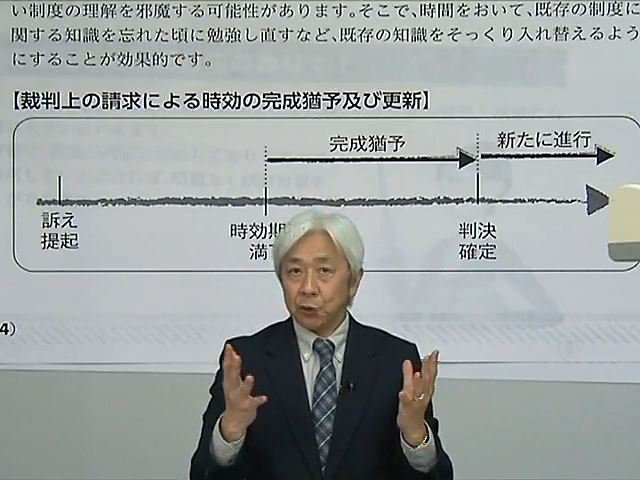 い制度の理解を邪魔する可能性があります。そこで、時間をおいて、既存の制度に
関する知識を忘れた頃に勉強し直すなど、既存の知識をそっくり入れ替えるよう
にすることが効果的です。
【裁判上の請求による時効の完成猶予及び更新】
完成猶予
新たに進行
訴え
提起
時効期
満
判決
確定
4)